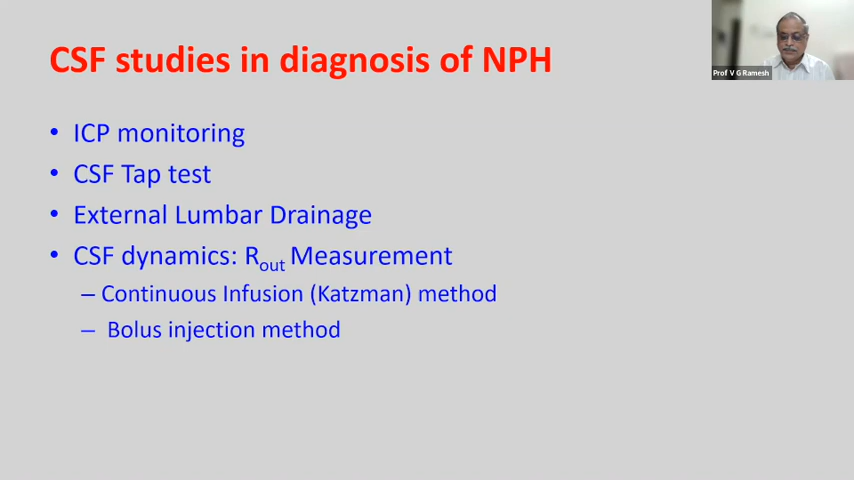 CSF studies in diagnosis of NPH
Prof V G Ramesh
• ICP monitoring
• CSF Tap test
• External Lumbar Drainage
• CSF dynamics: Rout Measurement
– Continuous Infusion (Katzman) method
– Bolus injection method